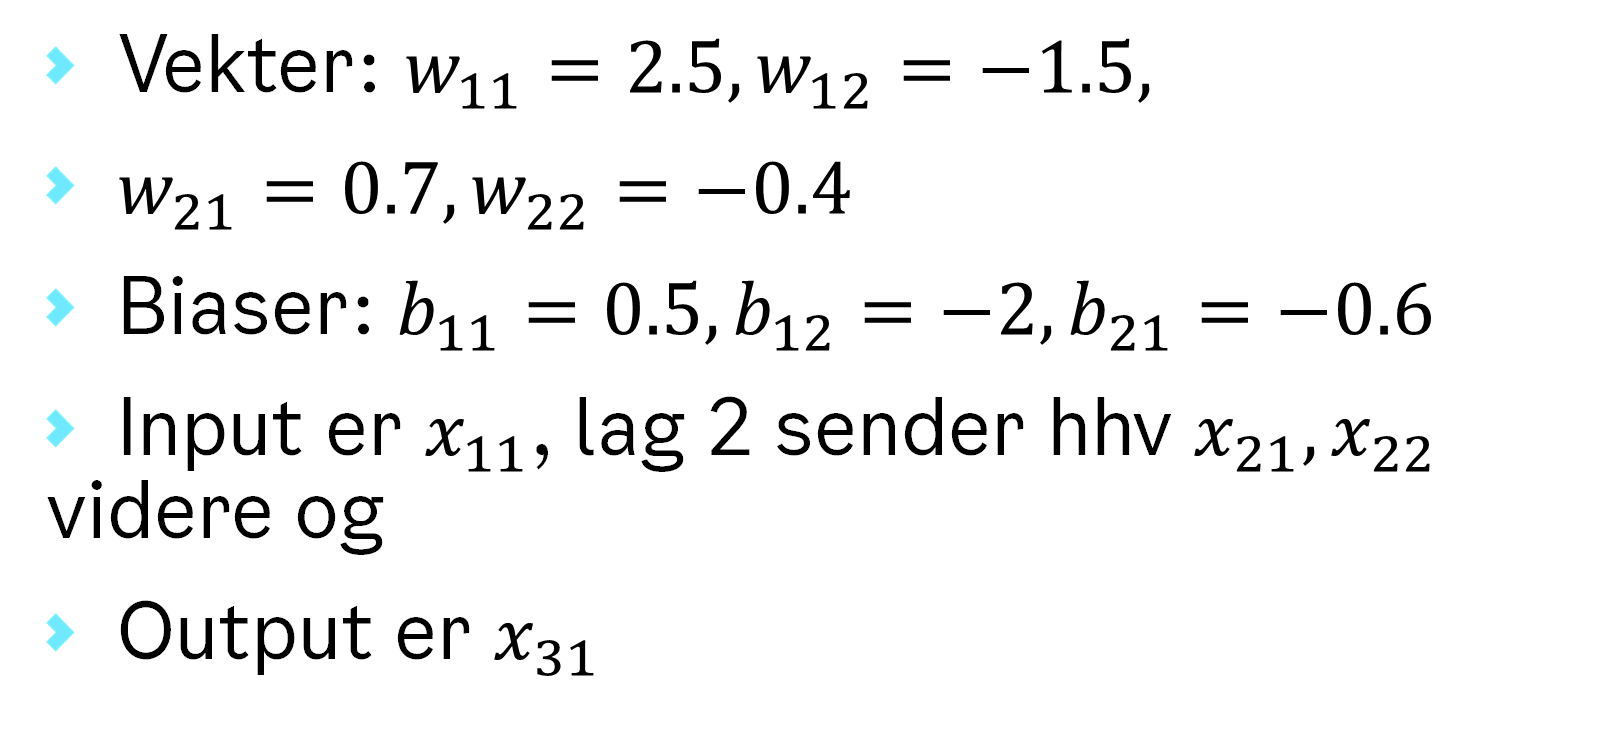 Vekter: w₁₁ = 2.5, w₁₂ = −1.5,
w₂₁ = 0.7, w₂₂ = −0.4
Biaser: b₁₁ = 0.5, b₁₂ = −2, b₂₁ = −0.6
Input er x₁₁, lag 2 sender hhv x₂₁, x₂₂
videre og
Output er x₃₁